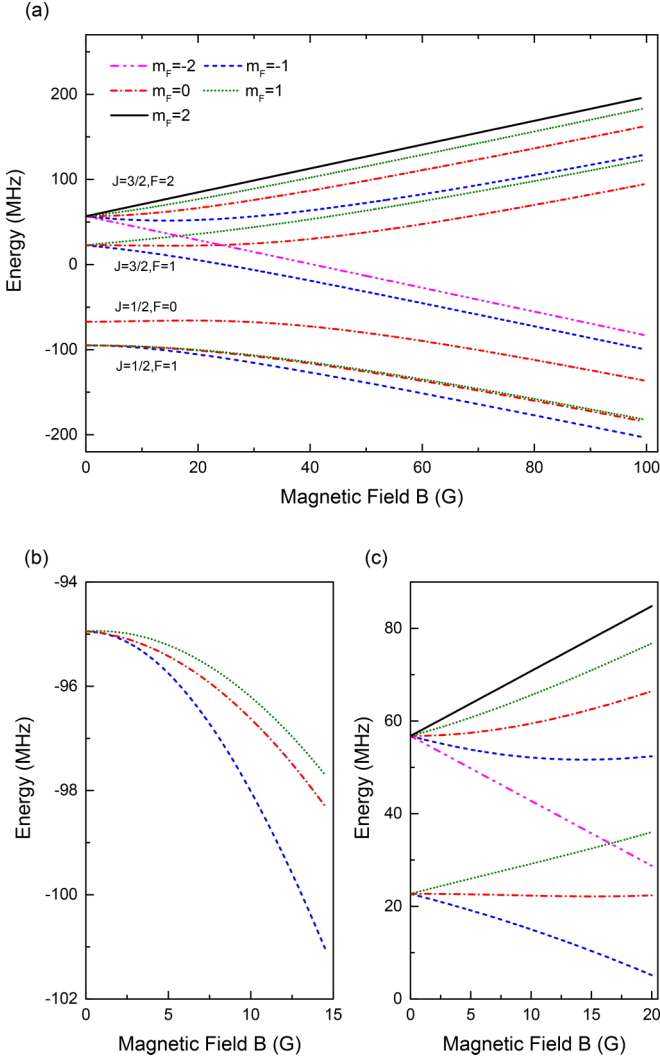 (a)
m_F=-2 m_F=-1
m_F=0 m_F=1
m_F=2
200
100
0
-100
-200
Energy (MHz)
J=3/2,F=2
J=3/2,F=1
J=1/2,F=0
J=1/2,F=1
0 20 40 60 80 100
Magnetic Field B (G)
(b)
-94
-96
-98
-100
-102
Energy (MHz)
0 5 10 15
Magnetic Field B (G)
(c)
80
60
40
20
0
Energy (MHz)
0 5 10 15 20
Magnetic Field B (G)